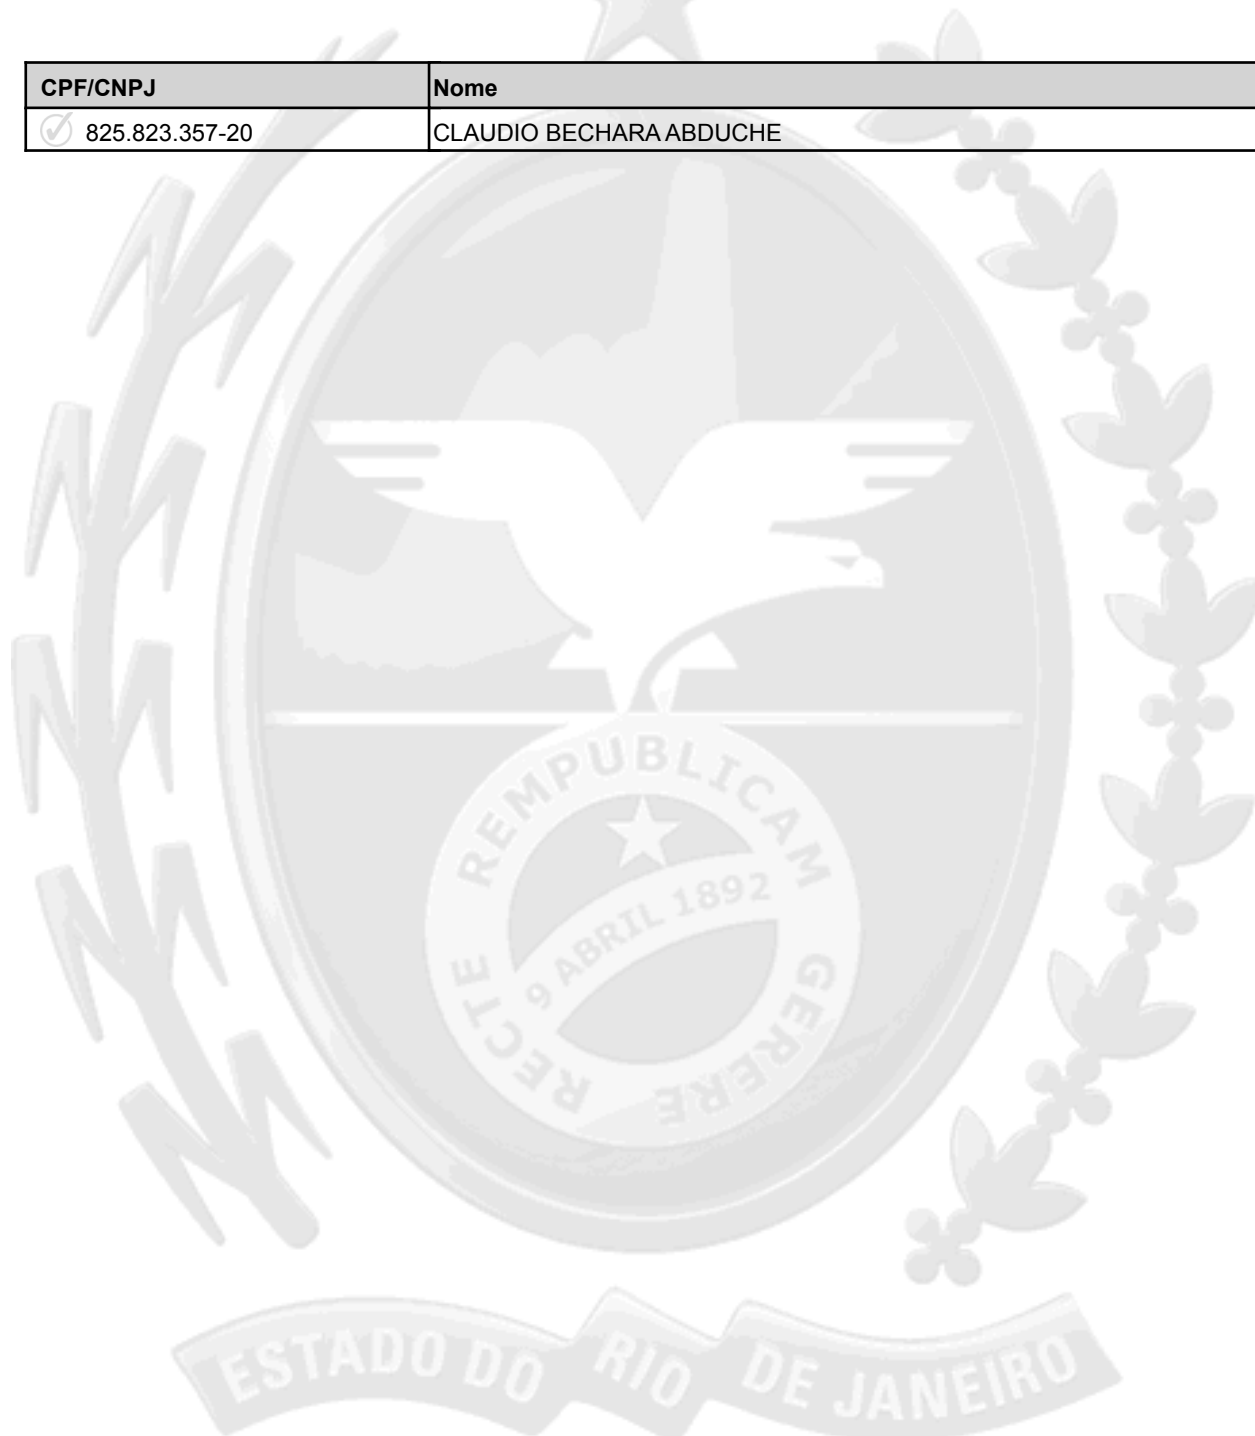 CPF/CNPJ Nome
825.823.357-20 CLAUDIO BECHARA ABDUCHE
REMPUBLICAM
9 ABRIL 1892
RECTE GERERE
ESTADO DO RIO DE JANEIRO